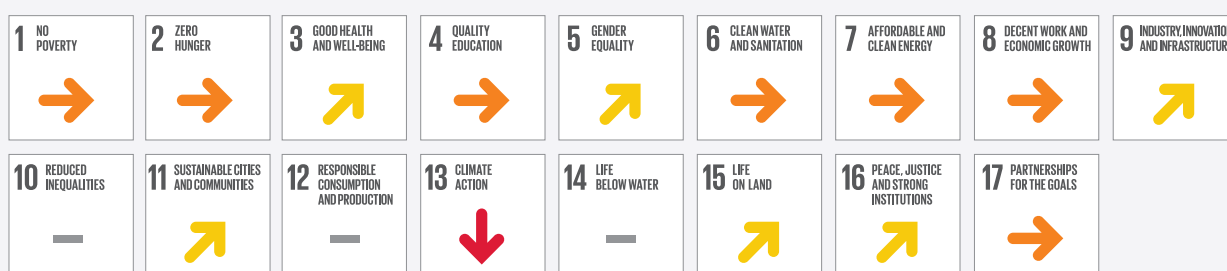 1 NO
POVERTY
2 ZERO
HUNGER
3 GOOD HEALTH
AND WELL-BEING
4 QUALITY
EDUCATION
5 GENDER
EQUALITY
6 CLEAN WATER
AND SANITATION
7 AFFORDABLE AND
CLEAN ENERGY
8 DECENT WORK AND
ECONOMIC GROWTH
9 INDUSTRY, INNOVATIO
AND INFRASTRUCTUR
10 REDUCED
INEQUALITIES
11 SUSTAINABLE CITIES
AND COMMUNITIES
12 RESPONSIBLE
CONSUMPTION
AND PRODUCTION
13 CLIMATE
ACTION
14 LIFE
BELOW WATER
15 LIFE
ON LAND
16 PEACE, JUSTICE
AND STRONG
INSTITUTIONS
17 PARTNERSHIPS
FOR THE GOALS